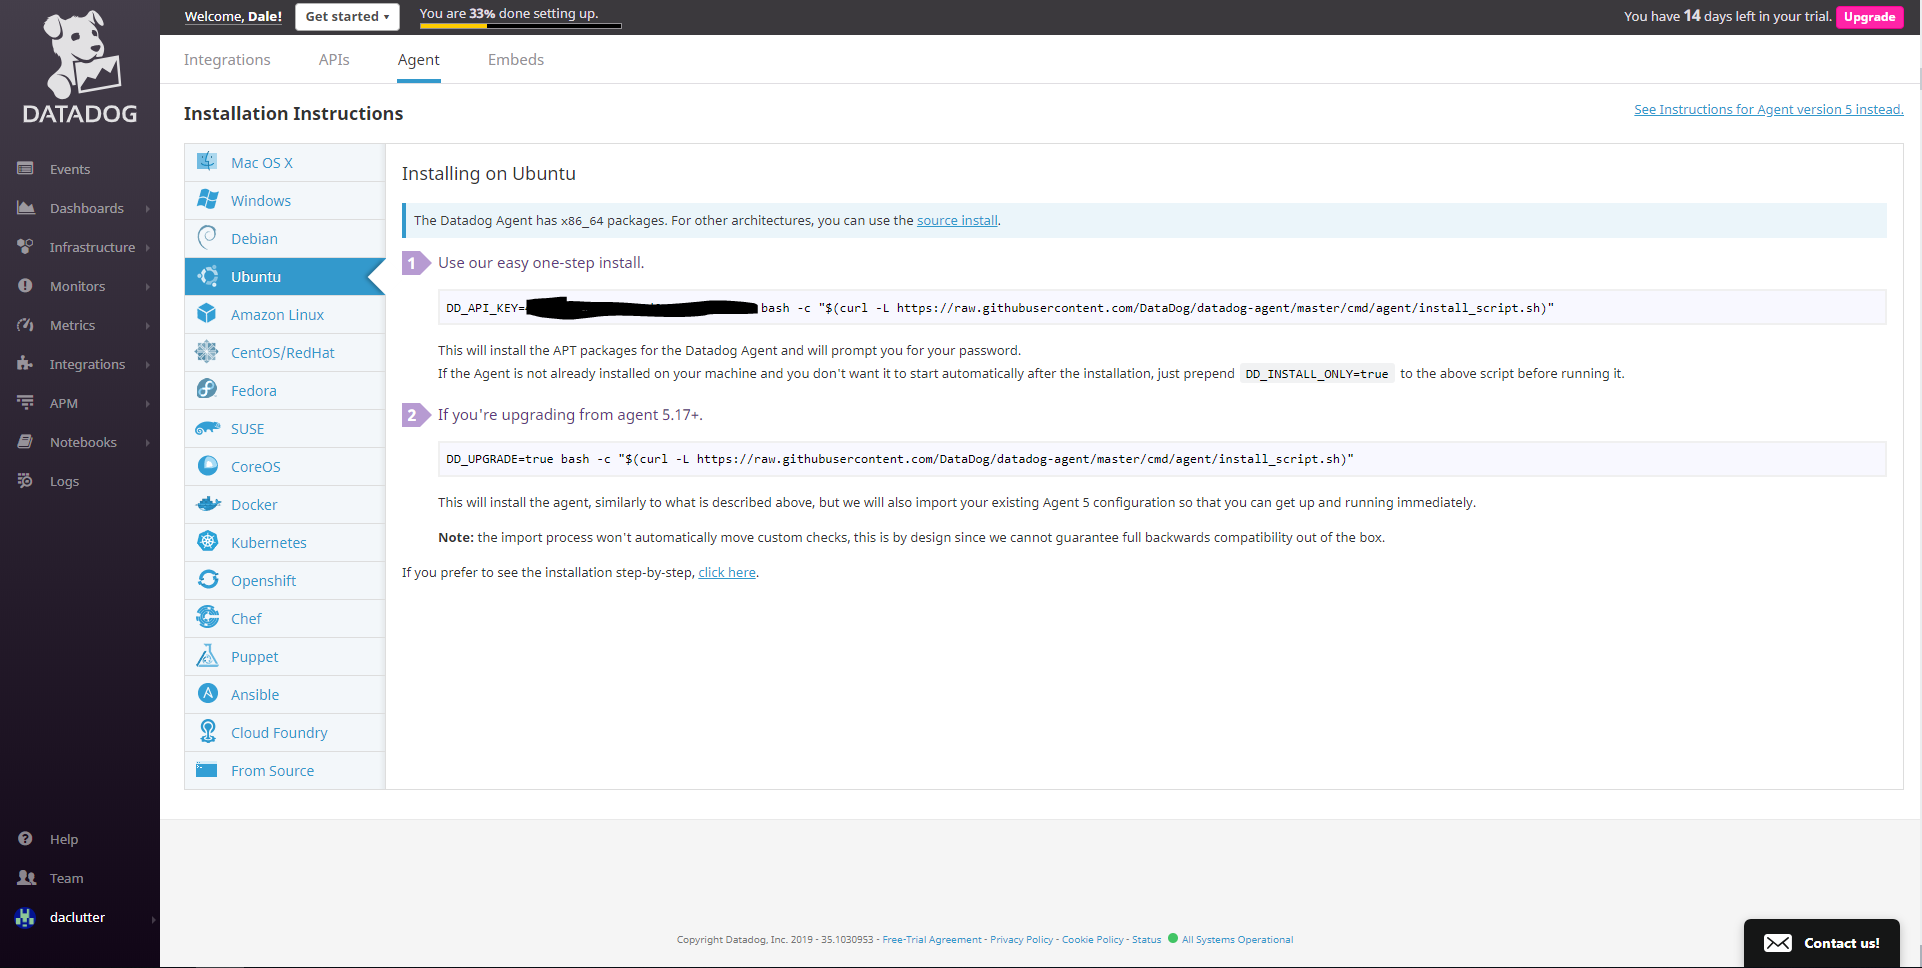 Welcome, Dale!
Get started ▾
You are 33% done setting up.
You have 14 days left in your trial.
Upgrade
DATADOG
Integrations
APIs
Agent
Embeds
Installation Instructions
See Instructions for Agent version 5 instead.
Events
Dashboards
Infrastructure
Monitors
Metrics
Integrations
APM
Notebooks
Logs
Help
Team
daclutter
Mac OS X
Windows
Debian
Ubuntu
Amazon Linux
CentOS/RedHat
Fedora
SUSE
CoreOS
Docker
Kubernetes
Openshift
Chef
Puppet
Ansible
Cloud Foundry
From Source
Installing on Ubuntu
The Datadog Agent has x86_64 packages. For other architectures, you can use the source install.
1 Use our easy one-step install.
DD_API_KEY= bash -c "$(curl -L https://raw.githubusercontent.com/DataDog/datadog-agent/master/cmd/agent/install_script.sh)"
This will install the APT packages for the Datadog Agent and will prompt you for your password.
If the Agent is not already installed on your machine and you don't want it to start automatically after the installation, just prepend DD_INSTALL_ONLY=true to the above script before running it.
2 If you're upgrading from agent 5.17+.
DD_UPGRADE=true bash -c "$(curl -L https://raw.githubusercontent.com/DataDog/datadog-agent/master/cmd/agent/install_script.sh)"
This will install the agent, similarly to what is described above, but we will also import your existing Agent 5 configuration so that you can get up and running immediately.
Note: the import process won't automatically move custom checks, this is by design since we cannot guarantee full backwards compatibility out of the box.
If you prefer to see the installation step-by-step, click here.
Copyright Datadog, Inc. 2019 - 35.1030953 - Free-Trial Agreement - Privacy Policy - Cookie Policy - Status All Systems Operational
Contact us!